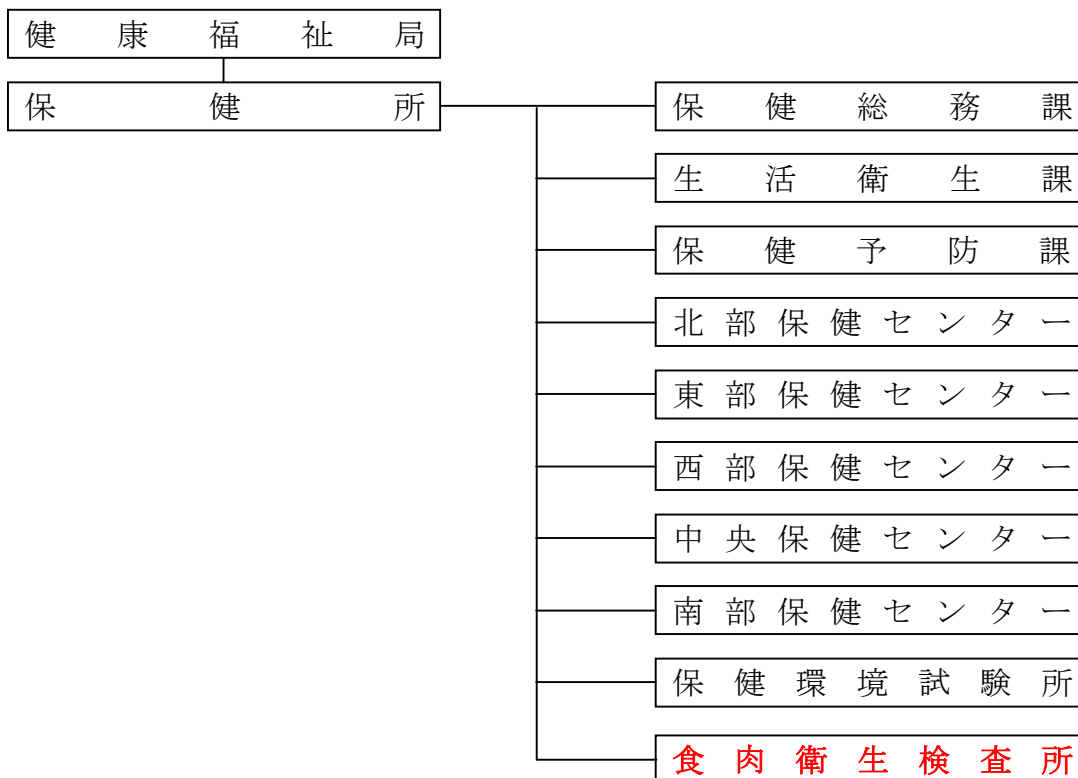 健康福祉局
保健所
保健総務課
生活衛生課
保健予防課
北部保健センター
東部保健センター
西部保健センター
中央保健センター
南部保健センター
保健環境試験所
食肉衛生検査所